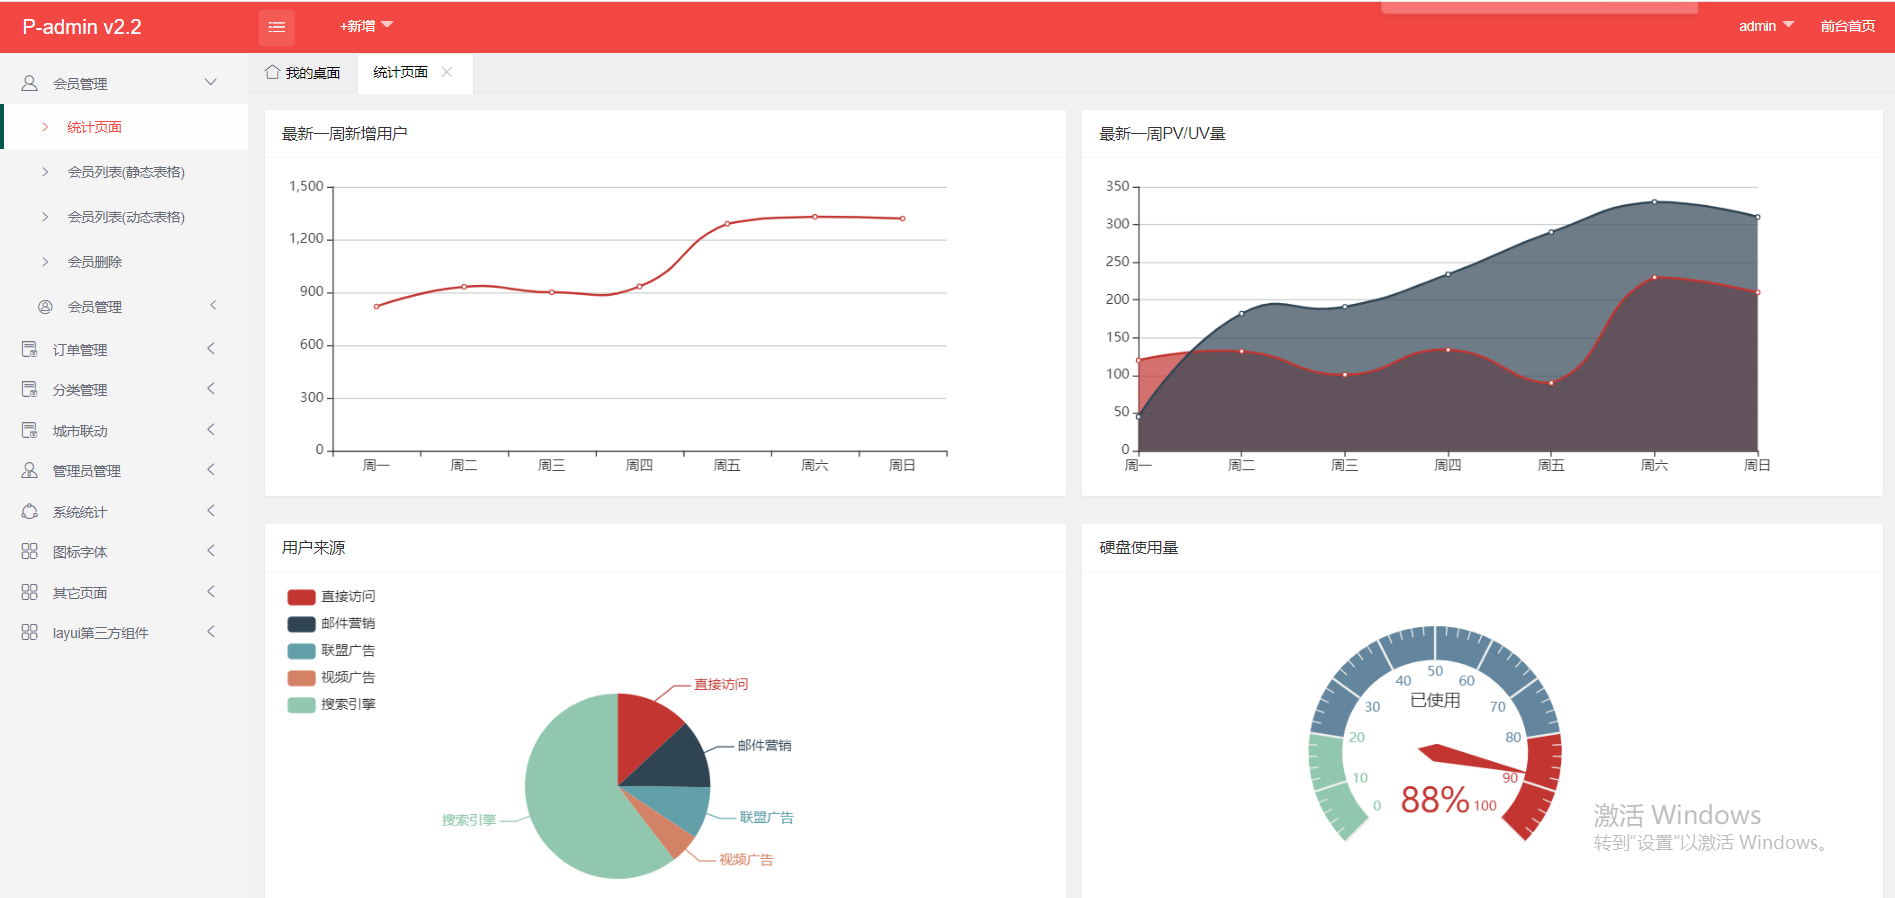 P-admin v2.2
+新增
admin
前台首页
会员管理
统计页面
会员列表(静态表格)
会员列表(动态表格)
会员删除
会员管理
订单管理
分类管理
城市联动
管理员管理
系统统计
图标字体
其它页面
layui第三方组件
我的桌面
统计页面
最新一周新增用户
1,500
1,200
900
600
300
0
周一 周二 周三 周四 周五 周六 周日
最新一周PV/UV量
350
300
250
200
150
100
50
0
周一 周二 周三 周四 周五 周六 周日
用户来源
直接访问
邮件营销
联盟广告
视频广告
搜索引擎
直接访问
邮件营销
联盟广告
视频广告
搜索引擎
硬盘使用量
0
10
20
30
40
50
60
70
80
90
100
已使用
88%
激活 Windows
转到“设置”以激活 Windows。